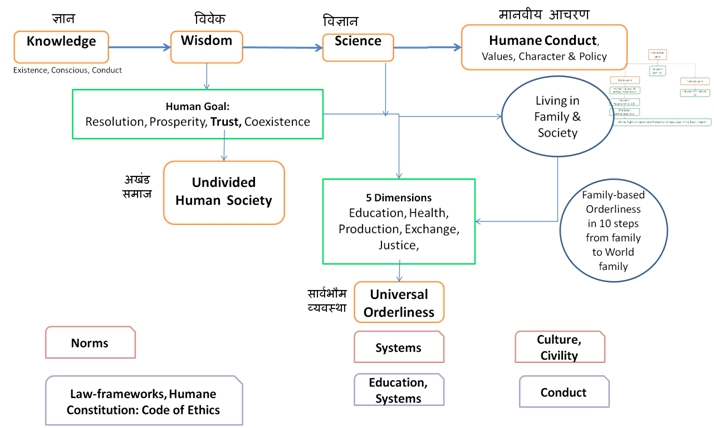 ज्ञान
विवेक
विज्ञान
मानवीय आचरण
Knowledge
Wisdom
Science
Humane Conduct,
Values, Character & Policy
Existence, Conscious, Conduct
Human Goal:
Resolution, Prosperity, Trust, Coexistence
Living in
Family &
Society
अखंड
समाज
Undivided
Human Society
5 Dimensions
Education, Health,
Production, Exchange,
Justice,
Family-based
Orderliness
in 10 steps
from family
to World
family
सार्वभौम
व्यवस्था
Universal
Orderliness
Norms
Systems
Culture,
Civility
Law-frameworks, Humane
Constitution: Code of Ethics
Education,
Systems
Conduct